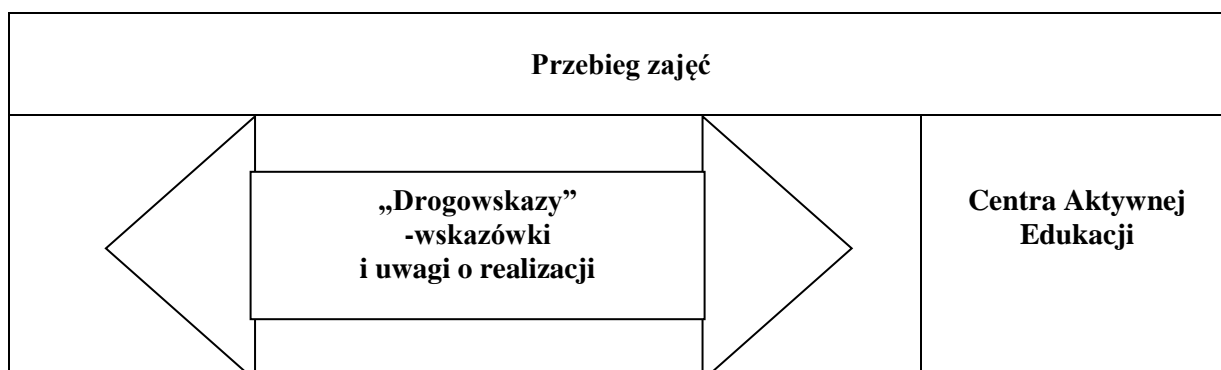 Przebieg zajęć
„Drogowskazy”
-wskazówki
i uwagi o realizacji
Centra Aktywnej
Edukacji